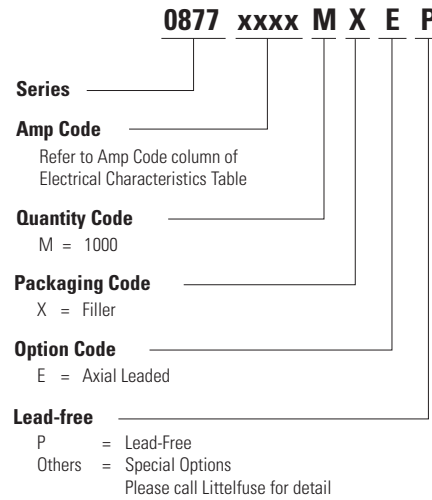 0877 xxxx M X E P
Series
Amp Code
Refer to Amp Code column of
Electrical Characteristics Table
Quantity Code
M = 1000
Packaging Code
X = Filler
Option Code
E = Axial Leaded
Lead-free
P = Lead-Free
Others = Special Options
Please call Littelfuse for detail